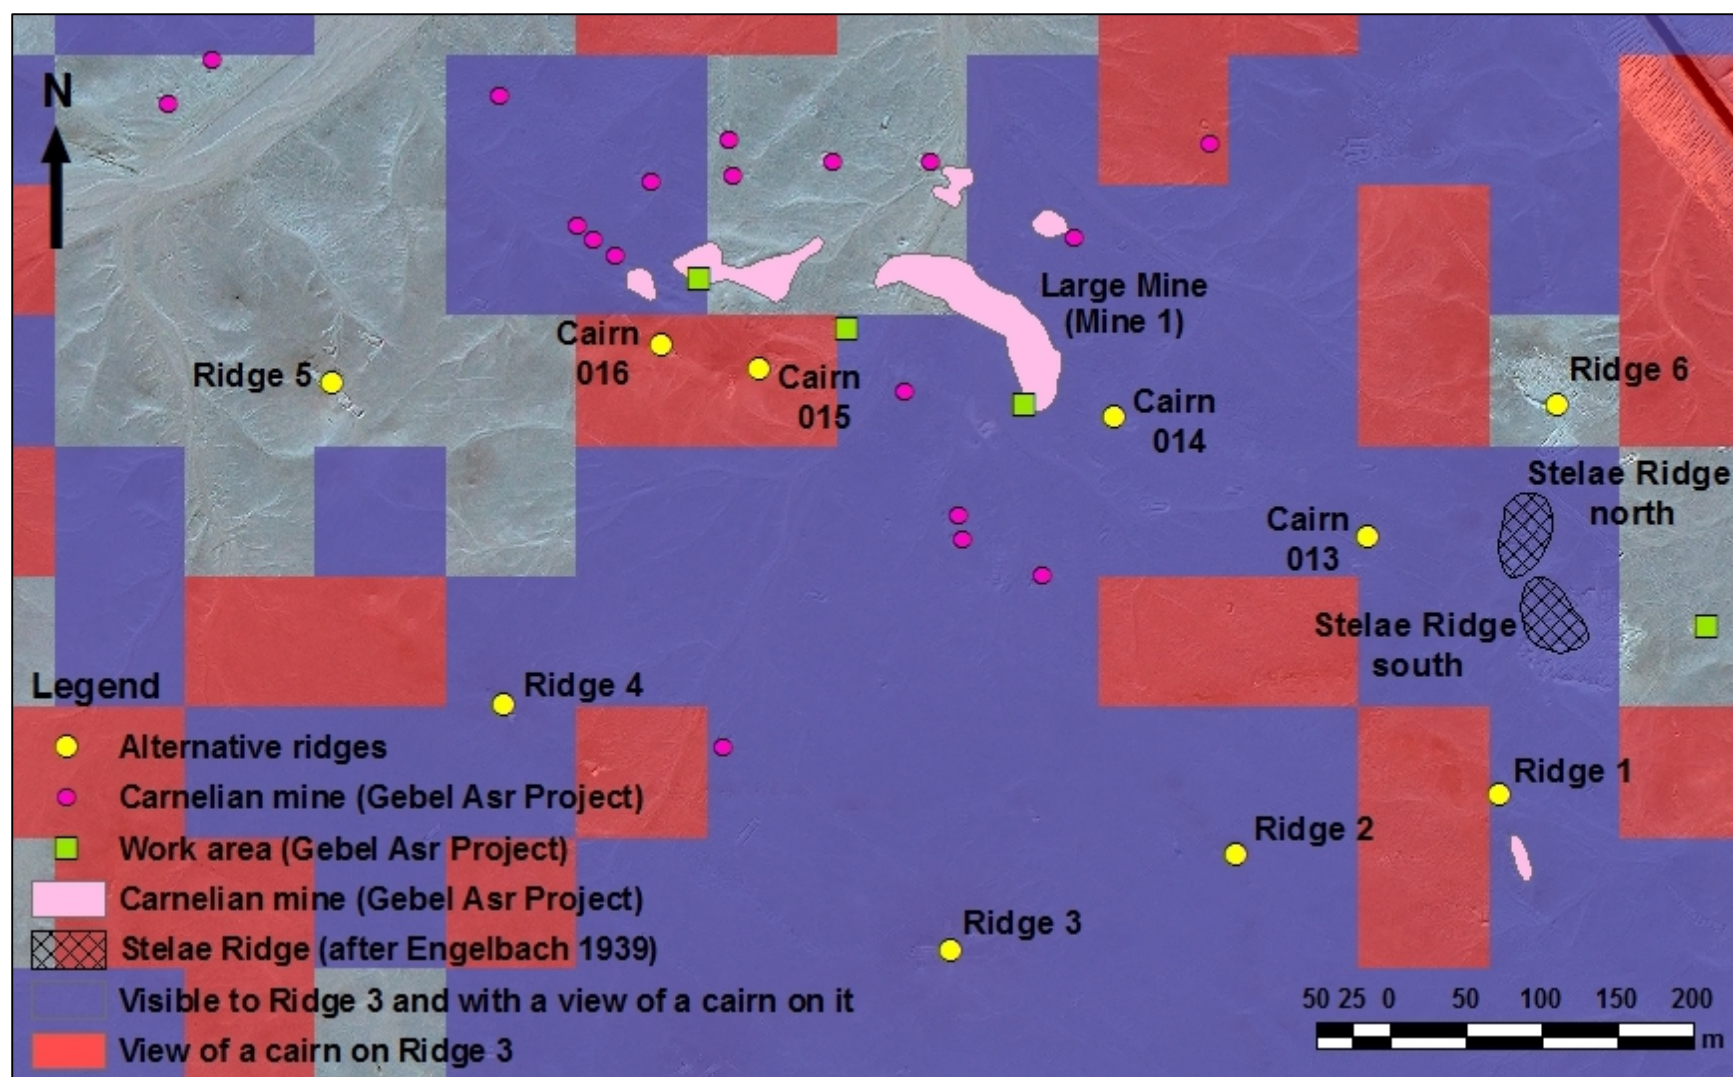 N
Large Mine
(Mine 1)
Cairn
016
Ridge 5
Cairn
015
Ridge 6
Cairn
014
Stelae Ridge
north
Cairn
013
Stelae Ridge
south
Ridge 4
Ridge 1
Ridge 2
Ridge 3
Legend
Alternative ridges
Carnelian mine (Gebel Asr Project)
Work area (Gebel Asr Project)
Carnelian mine (Gebel Asr Project)
Stelae Ridge (after Engelbach 1939)
Visible to Ridge 3 and with a view of a cairn on it
View of a cairn on Ridge 3
50 25 0 50 100 150 200
m